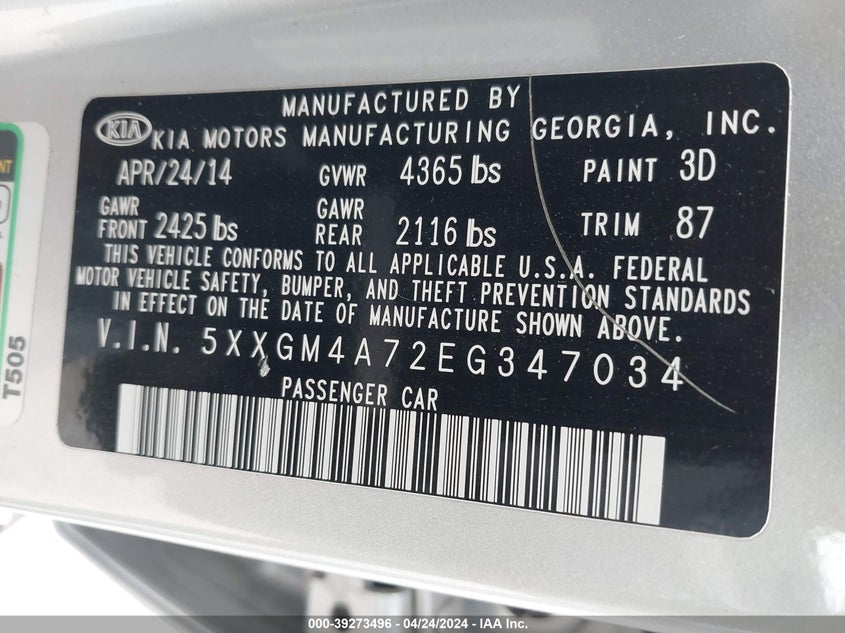 MANUFACTURED BY
KIA KIA MOTORS MANUFACTURING GEORGIA, INC.
APR/24/14 GVWR 4365 lbs PAINT 3D
GAWR FRONT 2425 lbs GAWR REAR 2116 lbs TRIM 87
THIS VEHICLE CONFORMS TO ALL APPLICABLE U.S.A. FEDERAL
MOTOR VEHICLE SAFETY, BUMPER, AND THEFT PREVENTION STANDARDS
IN EFFECT ON THE DATE OF MANUFACTURE SHOWN ABOVE.
V.I.N. 5XXGM4A72EG347034
PASSENGER CAR
T505
000-39273496 - 04/24/2024 - IAA Inc.